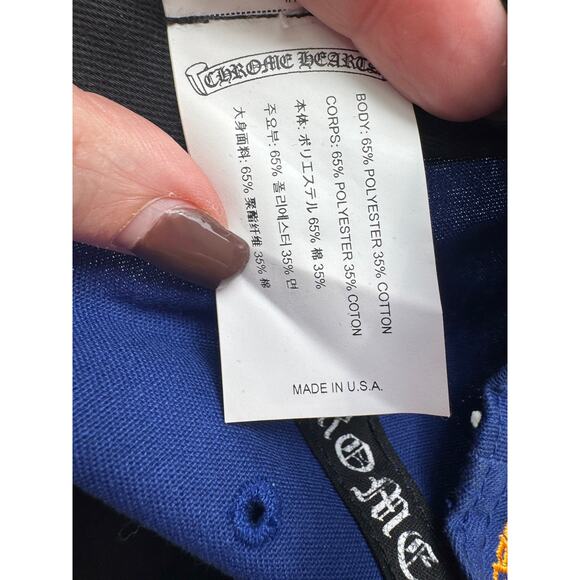 CHROME HEARTS
BODY: 65% POLYESTER 35% COTTON
CORPS: 65% POLYESTER 35% COTON
本体: ポリエステル 65% 棉 35%
주요부: 65% 폴리에스터 35% 면
大身面料: 65% 聚酯纤维 35% 棉
MADE IN U.S.A.
ROME